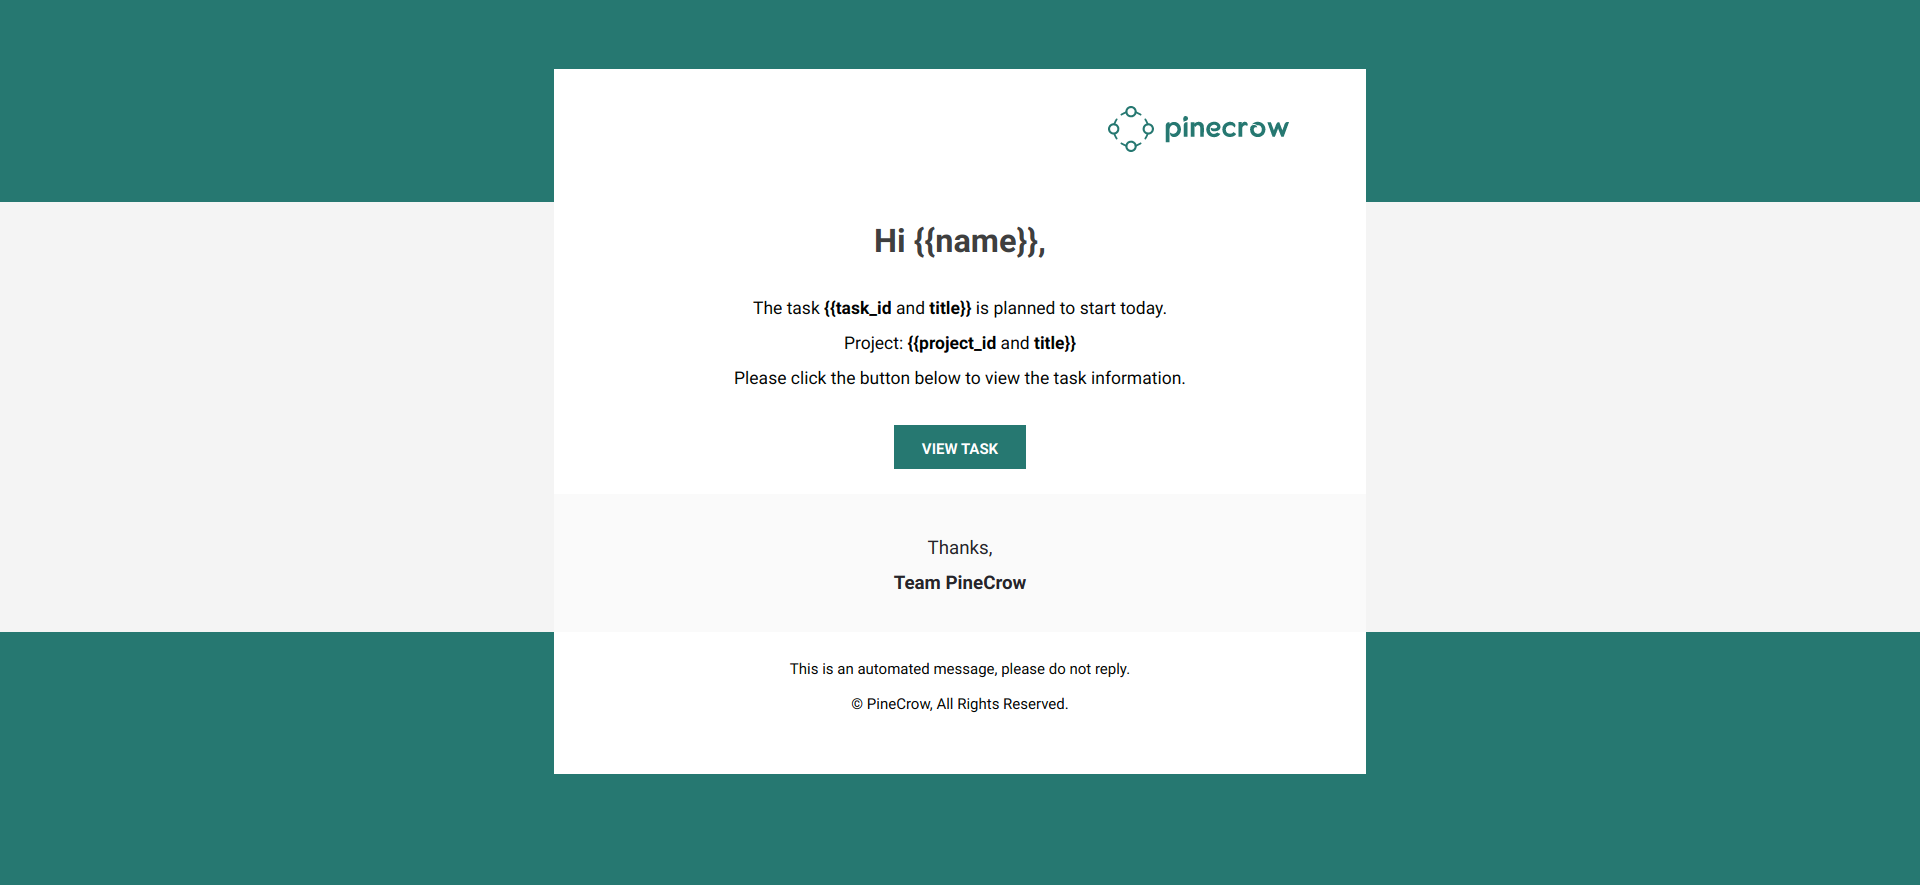 pinecrow
Hi {{name}},
The task {{task_id and title}} is planned to start today.
Project: {{project_id and title}}
Please click the button below to view the task information.
VIEW TASK
Thanks,
Team PineCrow
This is an automated message, please do not reply.
© PineCrow, All Rights Reserved.